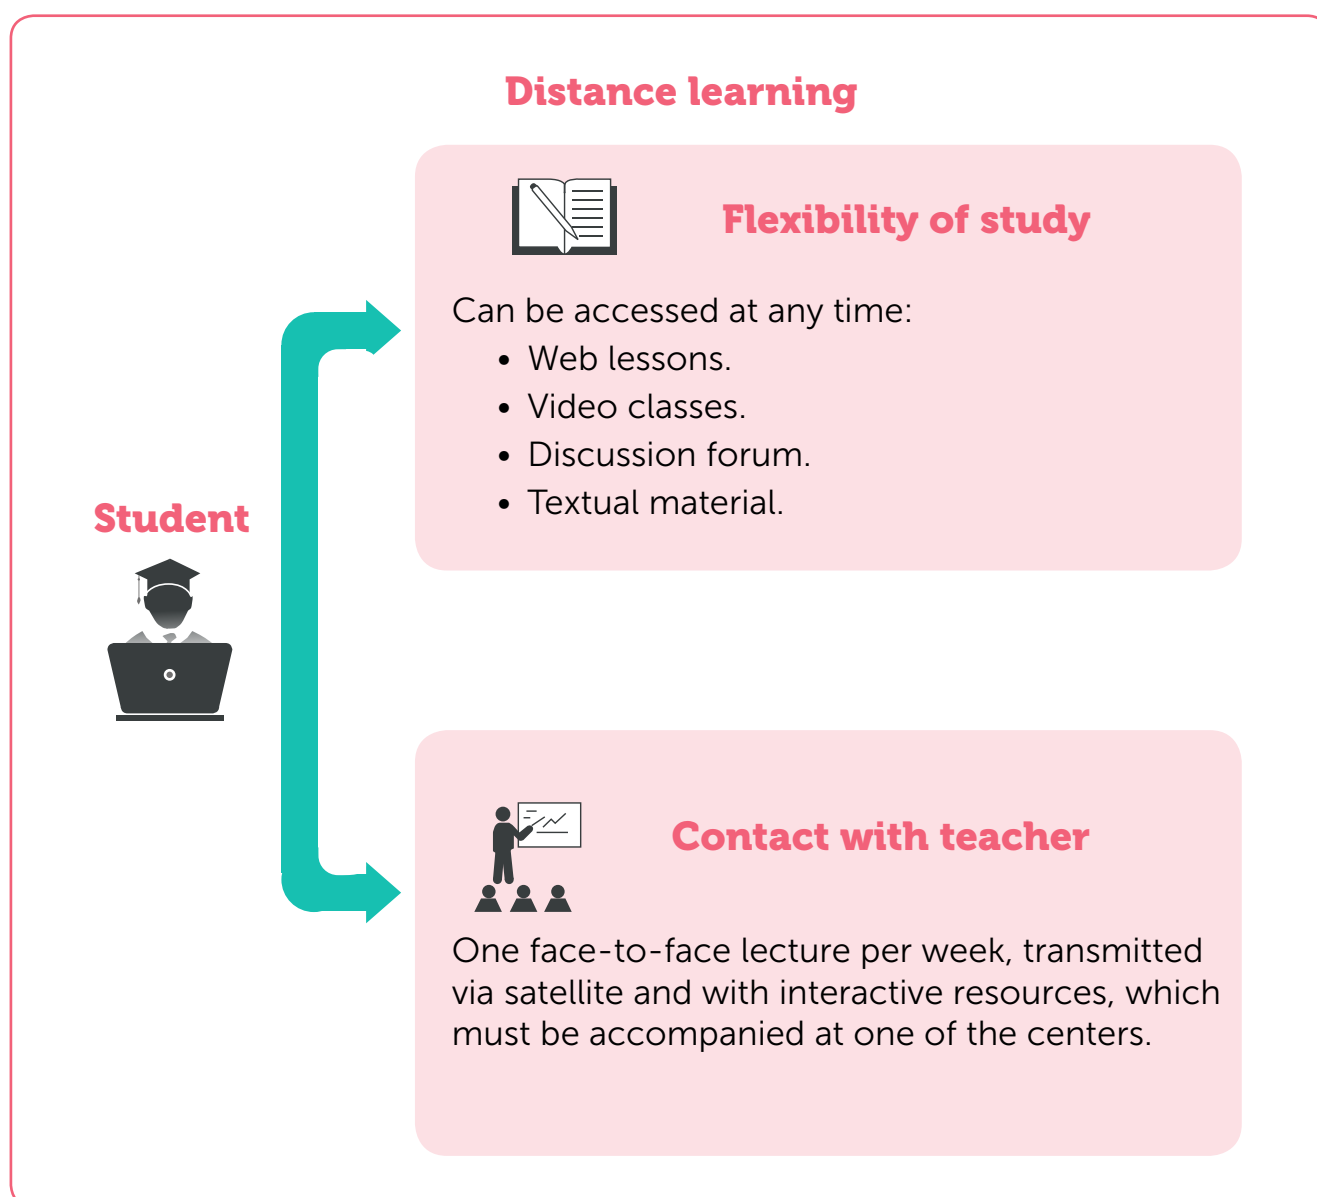 Distance learning
Flexibility of study
Can be accessed at any time:
• Web lessons.
• Video classes.
• Discussion forum.
• Textual material.
Student
Contact with teacher
One face-to-face lecture per week, transmitted
via satellite and with interactive resources, which
must be accompanied at one of the centers.